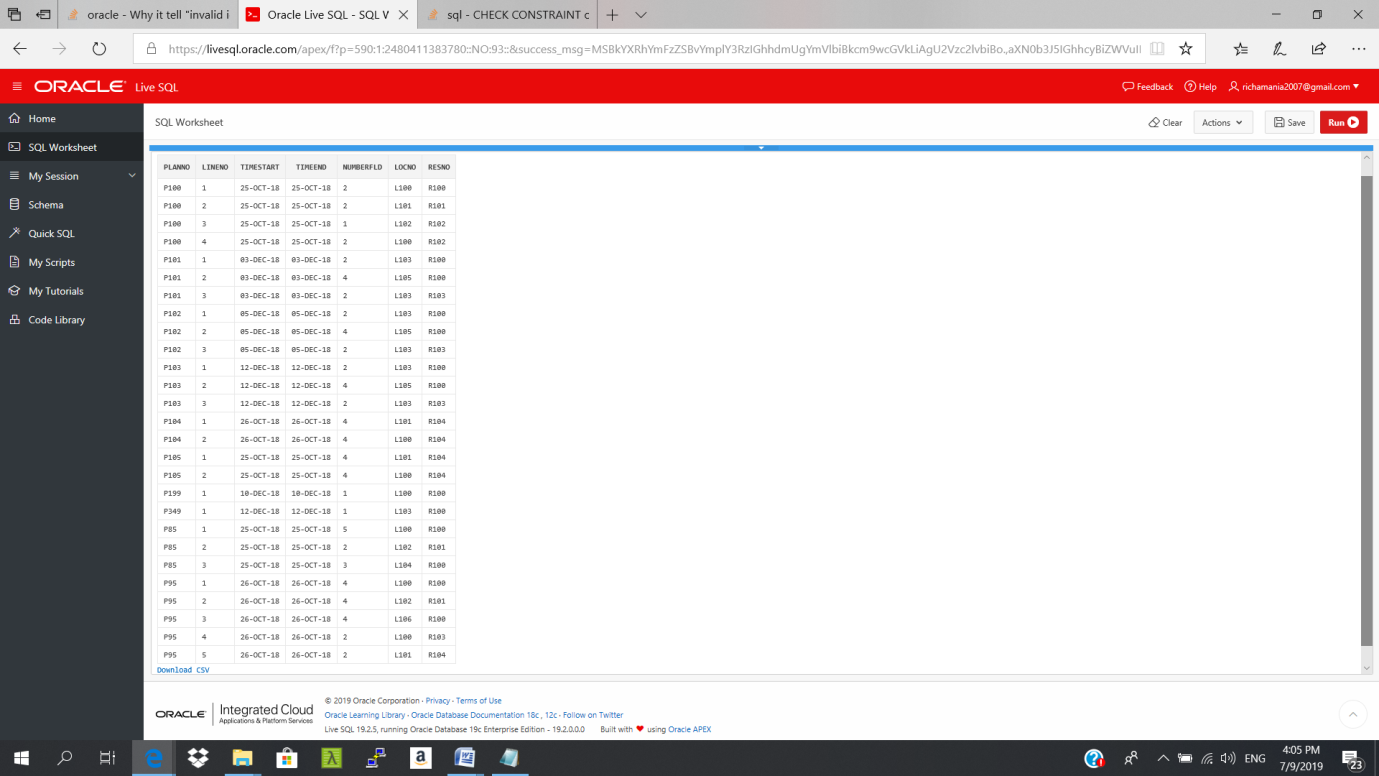 oracle - Why it tell "invalid i
Oracle Live SQL - SQL W
sql - CHECK CONSTRAINT c
https://livesql.oracle.com/apex/f?p=590:1:2480411383780::NO:93::&success_msg=
ORACLE Live SQL
Feedback Help richamania2007@gmail.com
Home
SQL Worksheet
My Session
Schema
Quick SQL
My Scripts
My Tutorials
Code Library
SQL Worksheet
Clear Actions Save Run
PLANNO LINENO TIMESTART TIMEEND NUMBERFLD LOCNO RESNO
P100 1 25-OCT-18 25-OCT-18 2 L100 R100
P100 2 25-OCT-18 25-OCT-18 2 L101 R101
P100 3 25-OCT-18 25-OCT-18 1 L102 R102
P100 4 25-OCT-18 25-OCT-18 2 L100 R102
P101 1 03-DEC-18 03-DEC-18 2 L103 R100
P101 2 03-DEC-18 03-DEC-18 4 L105 R100
P101 3 03-DEC-18 03-DEC-18 2 L103 R103
P102 1 05-DEC-18 05-DEC-18 2 L103 R100
P102 2 05-DEC-18 05-DEC-18 4 L105 R100
P102 3 05-DEC-18 05-DEC-18 2 L103 R103
P103 1 12-DEC-18 12-DEC-18 2 L103 R100
P103 2 12-DEC-18 12-DEC-18 4 L105 R100
P103 3 12-DEC-18 12-DEC-18 2 L103 R103
P104 1 26-OCT-18 26-OCT-18 4 L101 R104
P104 2 26-OCT-18 26-OCT-18 4 L100 R104
P105 1 25-OCT-18 25-OCT-18 4 L101 R104
P105 2 25-OCT-18 25-OCT-18 4 L100 R104
P199 1 10-DEC-18 10-DEC-18 1 L100 R100
P349 1 12-DEC-18 12-DEC-18 1 L103 R100
P85 1 25-OCT-18 25-OCT-18 5 L100 R100
P85 2 25-OCT-18 25-OCT-18 2 L102 R101
P85 3 25-OCT-18 25-OCT-18 3 L104 R100
P95 1 26-OCT-18 26-OCT-18 4 L100 R100
P95 2 26-OCT-18 26-OCT-18 4 L102 R101
P95 3 26-OCT-18 26-OCT-18 4 L106 R100
P95 4 26-OCT-18 26-OCT-18 2 L100 R103
P95 5 26-OCT-18 26-OCT-18 2 L101 R104
Download CSV
ORACLE Integrated Cloud
Applications & Platform Services
© 2019 Oracle Corporation · Privacy · Terms of Use
Oracle Learning Library · Oracle Database Documentation 18c , 12c · Follow on Twitter
Live SQL 19.2.5, running Oracle Database 19c Enterprise Edition - 19.2.0.0.0 Built with ♥ using Oracle APEX
ENG
4:05 PM
7/9/2019
23